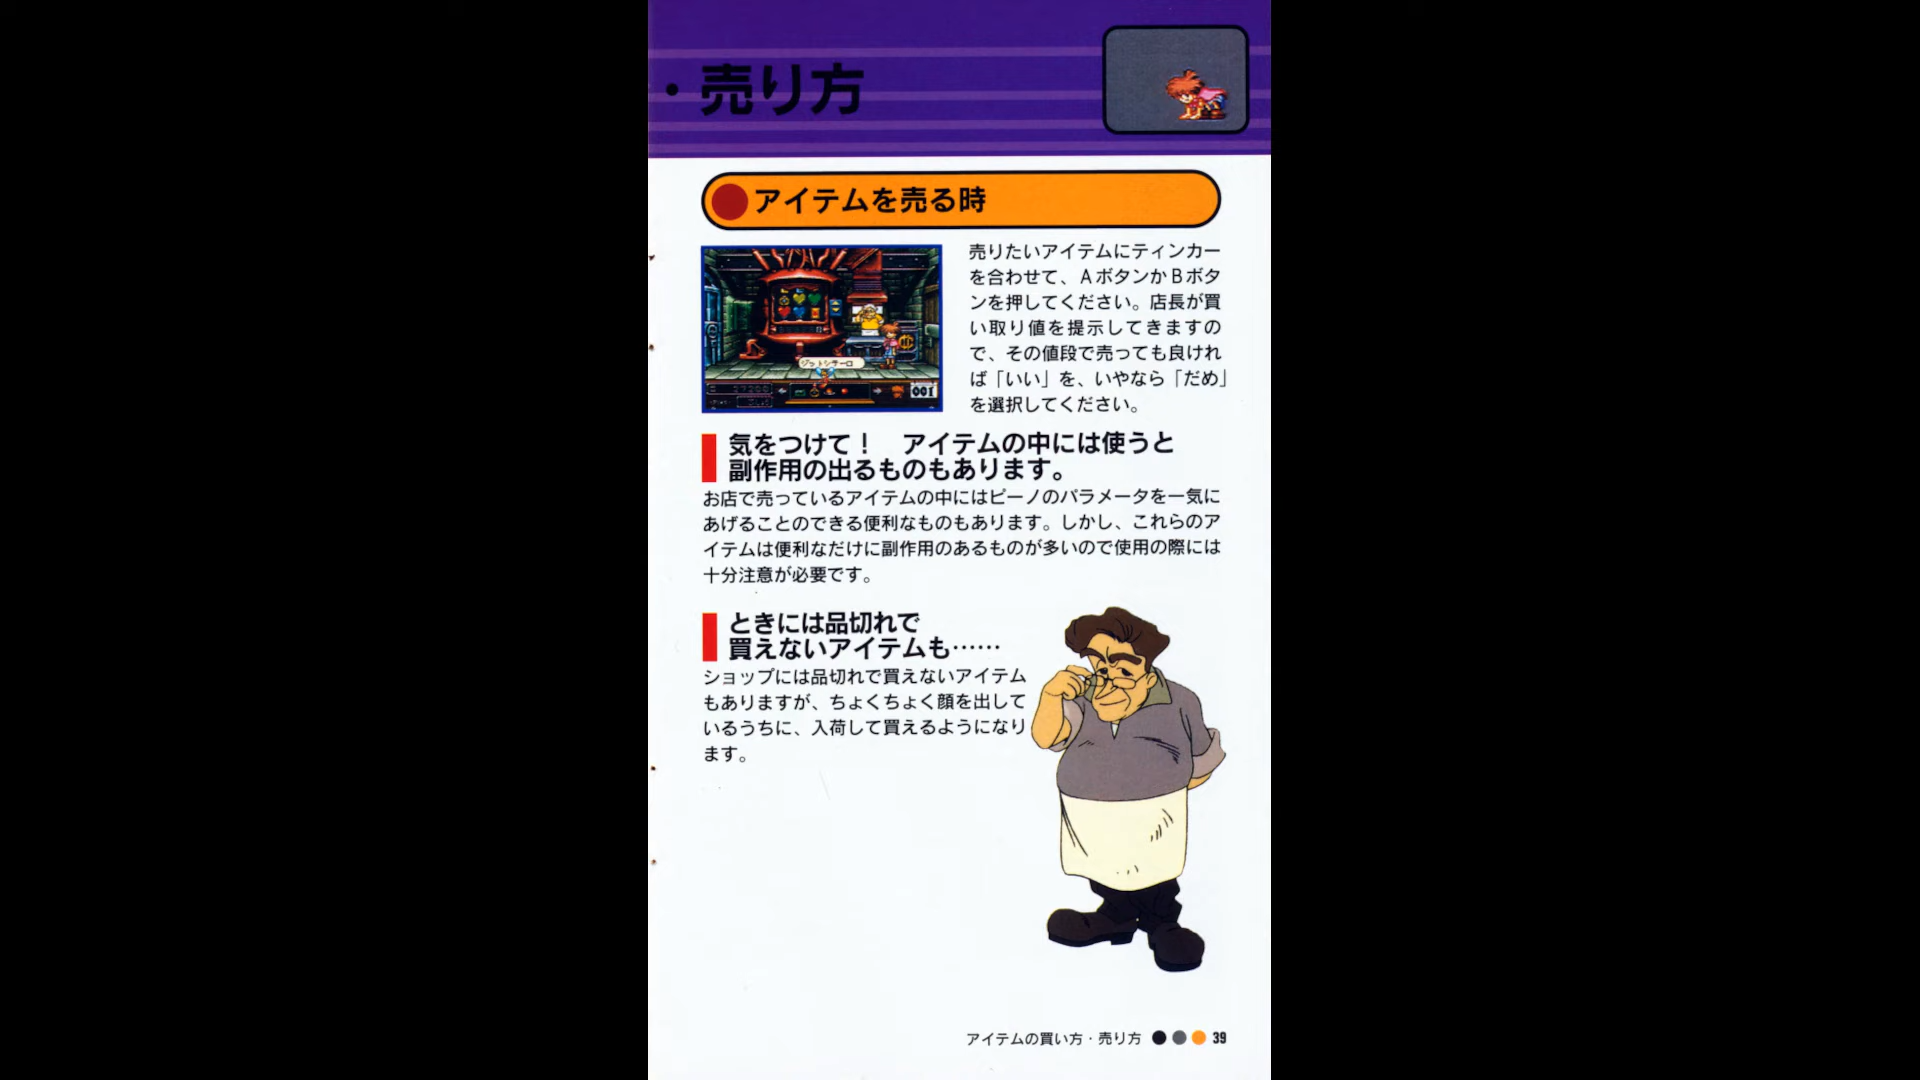 ・売り方
アイテムを売る時
売りたいアイテムにティンカー
を合わせて、AボタンかBボタ
ンを押してください。店長が買
い取り値を提示してきますの
で、その値段で売っても良けれ
ば「いい」を、いやなら「だめ」
を選択してください。
001
気をつけて！　アイテムの中には使うと
副作用の出るものもあります。
お店で売っているアイテムの中にはピーノのパラメータを一気に
あげることのできる便利なものもあります。しかし、これらのア
イテムは便利なだけに副作用のあるものが多いので使用の際には
十分注意が必要です。
ときには品切れで
買えないアイテムも……
ショップには品切れで買えないアイテム
もありますが、ちょくちょく顔を出して
いるうちに、入荷して買えるようになり
ます。
アイテムの買い方・売り方 39